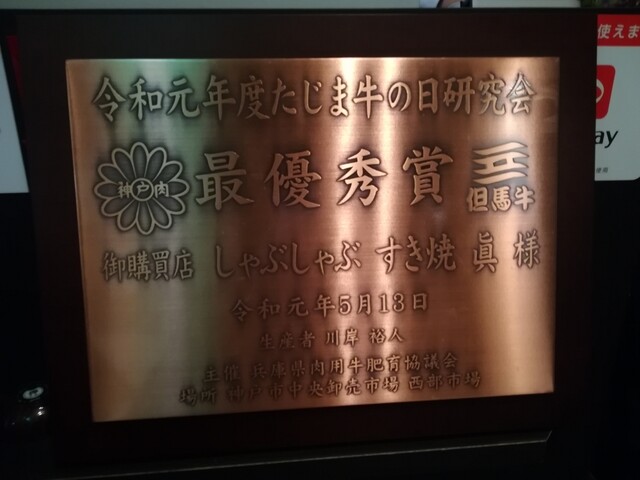 令和元年度たじま牛の日研究会
神戸肉
最優秀賞
但馬牛
御購買店 しゃぶしゃぶ すき焼 眞 様
令和元年5月13日
生産者 川岸 裕人
主催 兵庫県肉用牛肥育協議会
場所 神戸市中央卸売市場 西部市場
使えま
ay